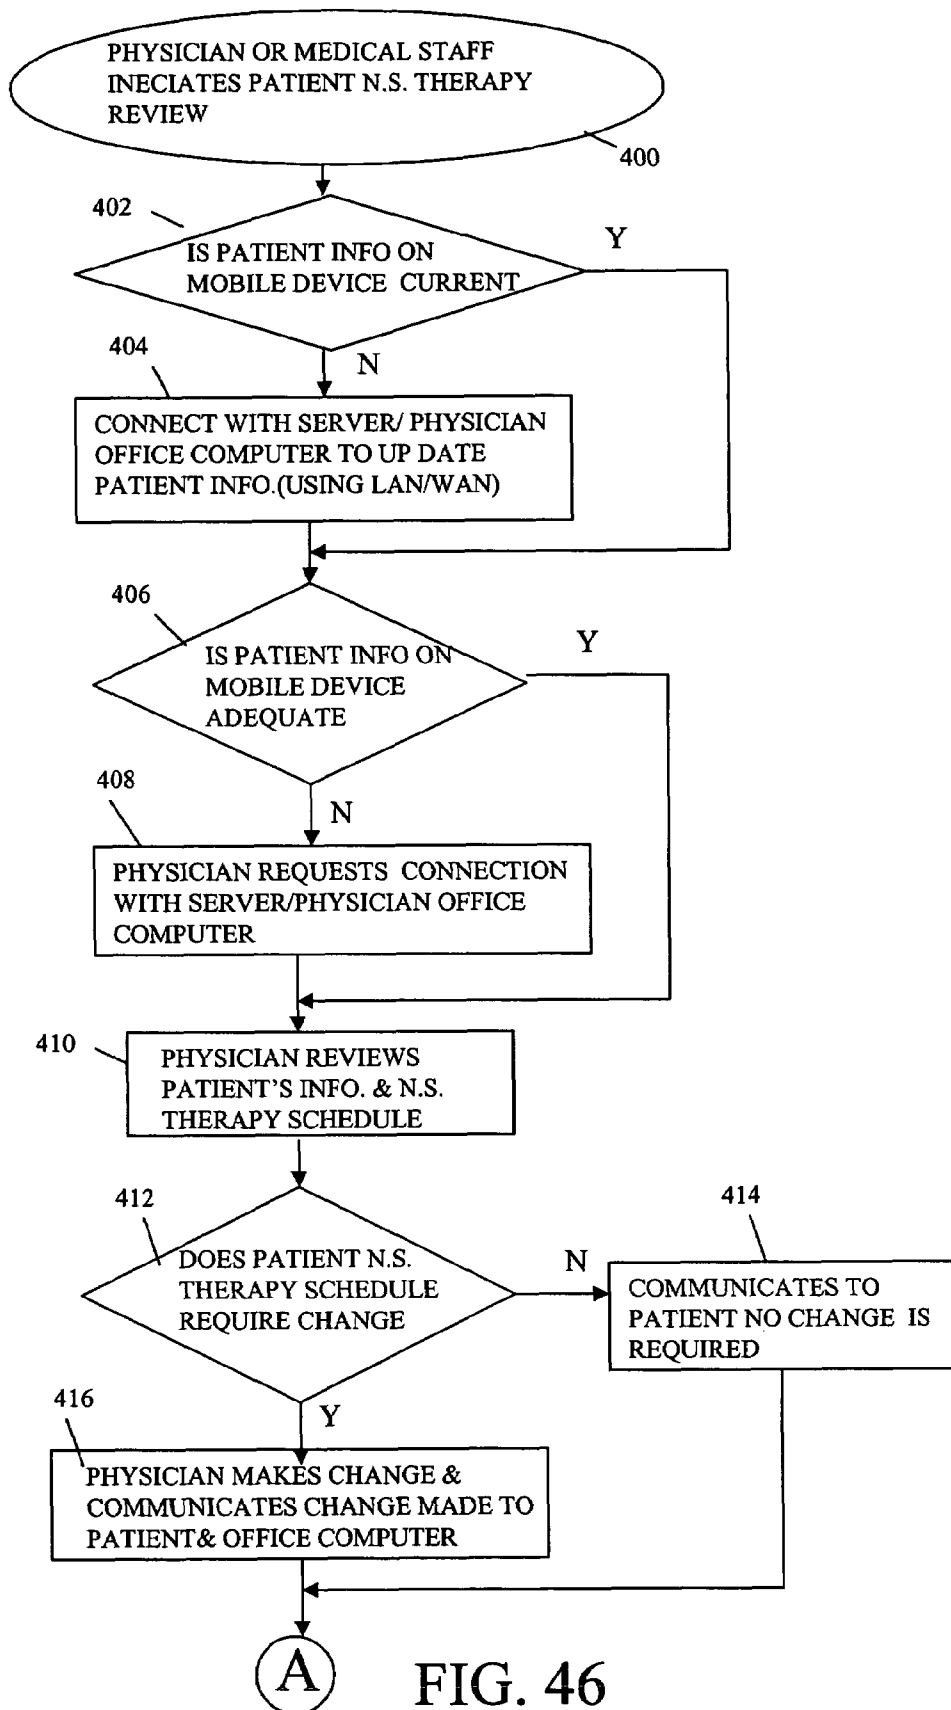 PHYSICIAN OR MEDICAL STAFF
INECIATES PATIENT N.S. THERAPY
REVIEW
400
402
IS PATIENT INFO ON
MOBILE DEVICE CURRENT
Y
N
404
CONNECT WITH SERVER/ PHYSICIAN
OFFICE COMPUTER TO UP DATE
PATIENT INFO.(USING LAN/WAN)
406
IS PATIENT INFO ON
MOBILE DEVICE
ADEQUATE
Y
N
408
PHYSICIAN REQUESTS CONNECTION
WITH SERVER/PHYSICIAN OFFICE
COMPUTER
410
PHYSICIAN REVIEWS
PATIENT'S INFO. & N.S.
THERAPY SCHEDULE
412
DOES PATIENT N.S.
THERAPY SCHEDULE
REQUIRE CHANGE
N
414
COMMUNICATES TO
PATIENT NO CHANGE IS
REQUIRED
Y
416
PHYSICIAN MAKES CHANGE &
COMMUNICATES CHANGE MADE TO
PATIENT& OFFICE COMPUTER
A
FIG. 46